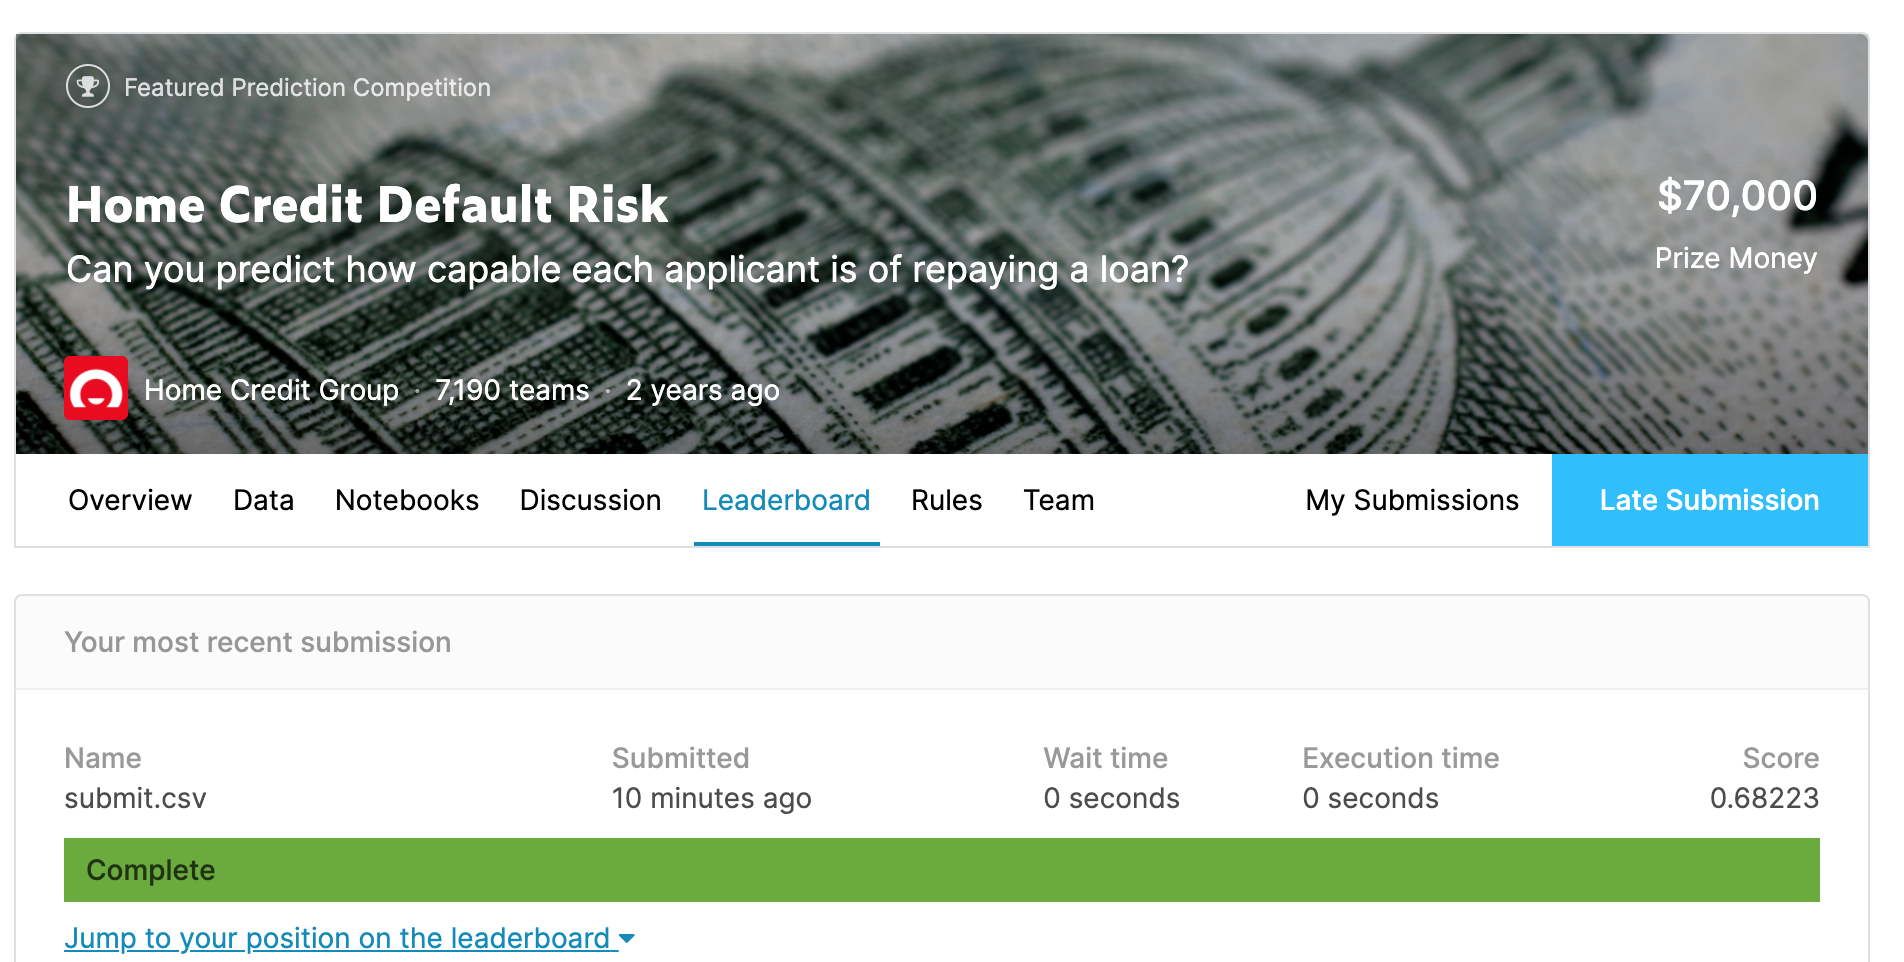 Featured Prediction Competition
Home Credit Default Risk
Can you predict how capable each applicant is of repaying a loan?
$70,000
Prize Money
Home Credit Group · 7,190 teams · 2 years ago
Overview Data Notebooks Discussion Leaderboard Rules Team My Submissions Late Submission
Your most recent submission
Name Submitted Wait time Execution time Score
submit.csv 10 minutes ago 0 seconds 0 seconds 0.68223
Complete
Jump to your position on the leaderboard